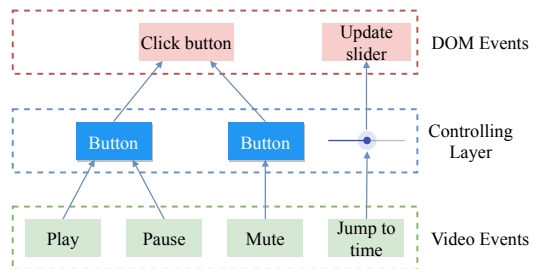 Click button
Update
slider
DOM Events
Button
Button
Controlling
Layer
Play
Pause
Mute
Jump to
time
Video Events